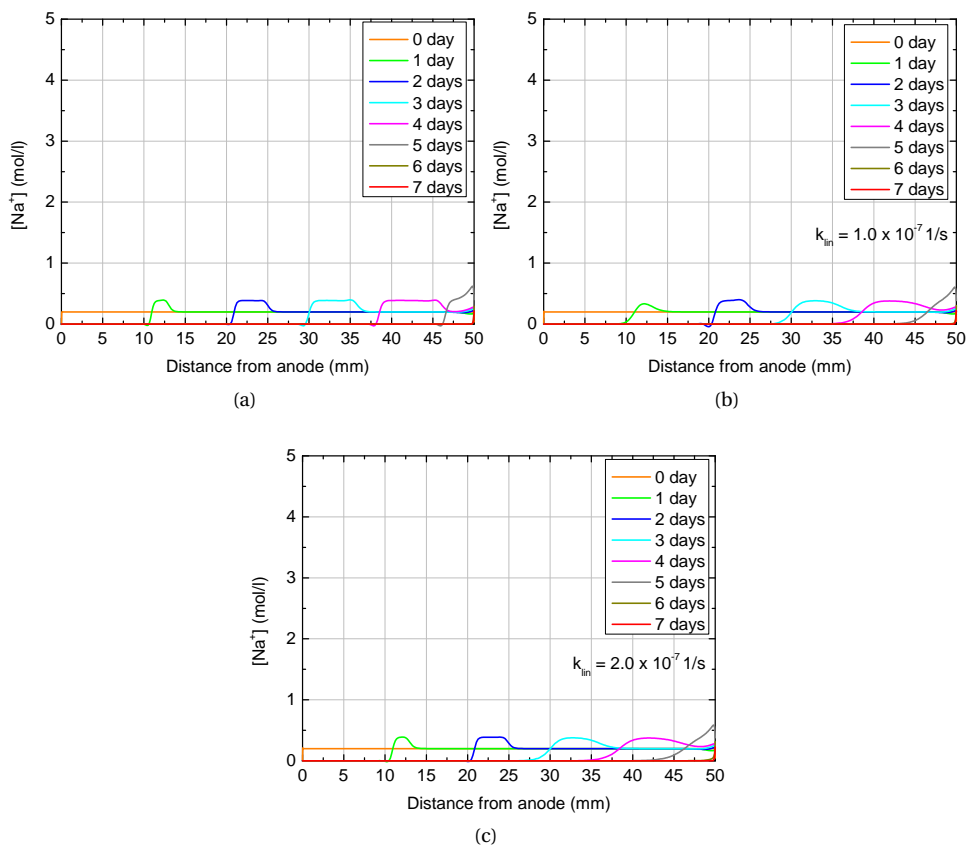 5
4
3
2
1
0
[Na⁺] (mol/l)
0 day
1 day
2 days
3 days
4 days
5 days
6 days
7 days
0 5 10 15 20 25 30 35 40 45 50
Distance from anode (mm)
(a)
5
4
3
2
1
0
[Na⁺] (mol/l)
0 day
1 day
2 days
3 days
4 days
5 days
6 days
7 days
k_lin = 1.0 x 10⁻⁷ 1/s
0 5 10 15 20 25 30 35 40 45 50
Distance from anode (mm)
(b)
5
4
3
2
1
0
[Na⁺] (mol/l)
0 day
1 day
2 days
3 days
4 days
5 days
6 days
7 days
k_lin = 2.0 x 10⁻⁷ 1/s
0 5 10 15 20 25 30 35 40 45 50
Distance from anode (mm)
(c)